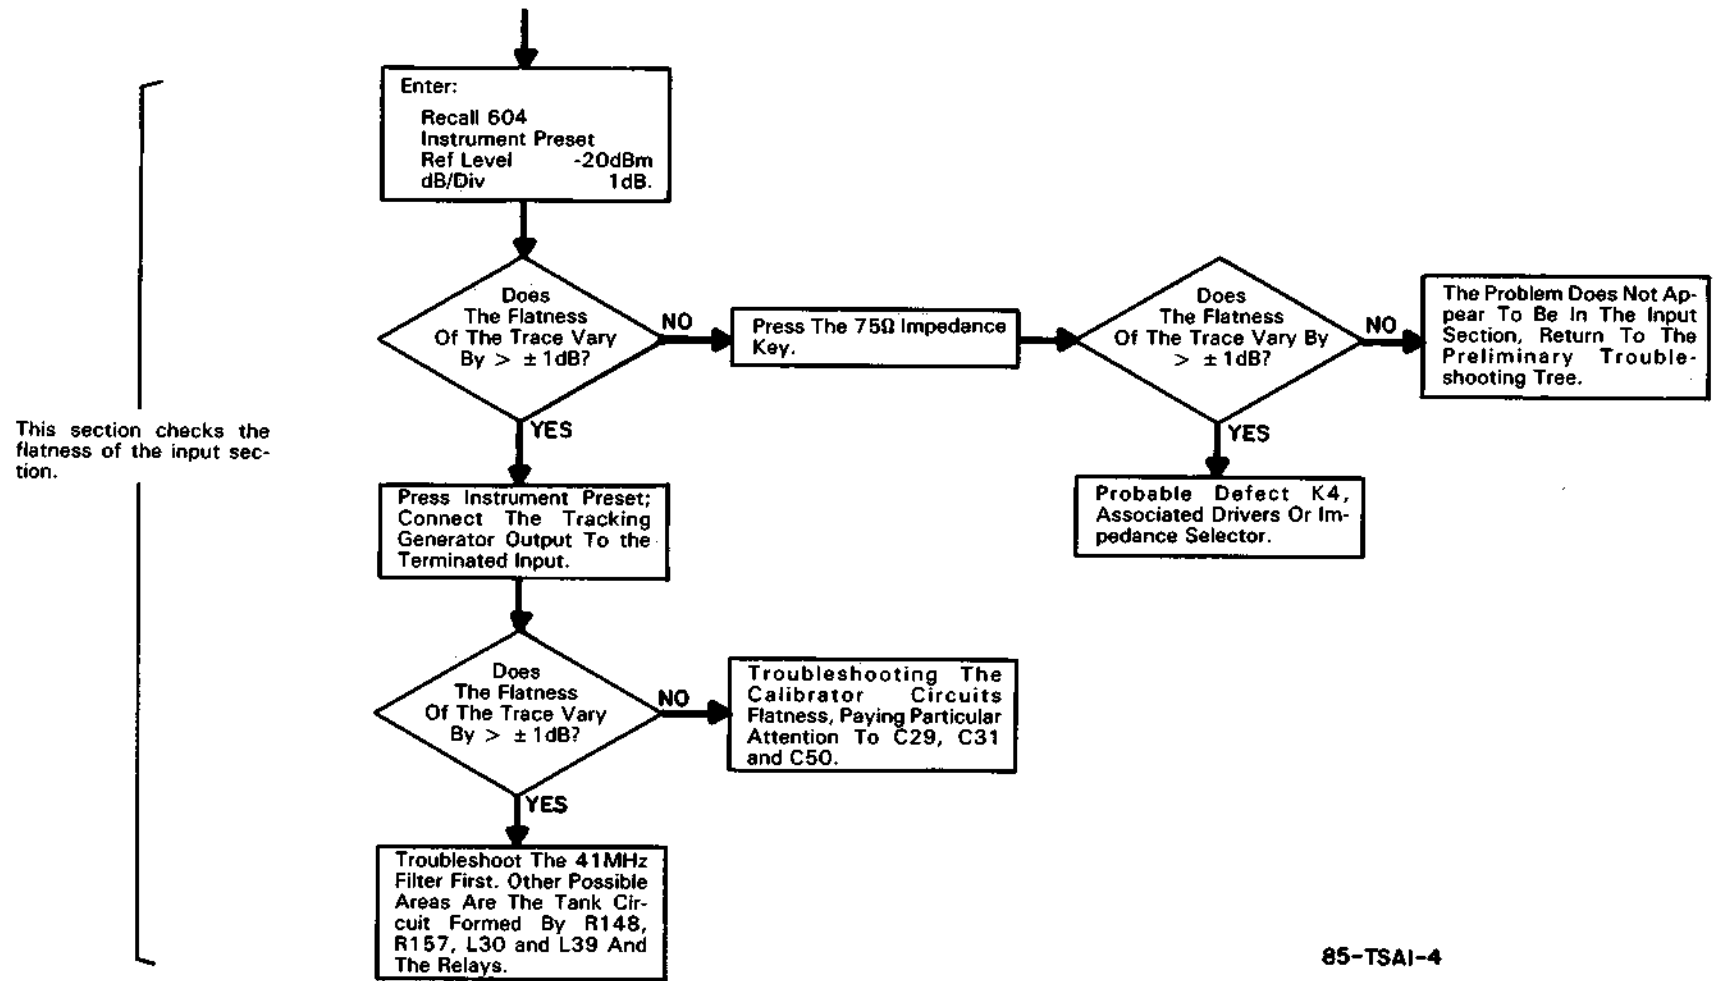 Enter:
Recall 604
Instrument Preset
Ref Level -20dBm
dB/Div 1dB.
Does
The Flatness
Of The Trace Vary
By > ± 1dB?
NO
Press The 75Ω Impedance
Key.
Does
The Flatness
Of The Trace Vary By
> ± 1dB?
NO
The Problem Does Not Ap-
pear To Be In The Input
Section, Return To The
Preliminary Trouble-
shooting Tree.
YES
YES
This section checks the
flatness of the input sec-
tion.
Press Instrument Preset;
Connect The Tracking
Generator Output To the
Terminated Input.
Probable Defect K4,
Associated Drivers Or Im-
pedance Selector.
Does
The Flatness
Of The Trace Vary
By > ± 1dB?
NO
Troubleshooting The
Calibrator Circuits
Flatness, Paying Particular
Attention To C29, C31
and C50.
YES
Troubleshoot The 41MHz
Filter First. Other Possible
Areas Are The Tank Cir-
cuit Formed By R148,
R157, L30 and L39 And
The Relays.
85-TSAI-4